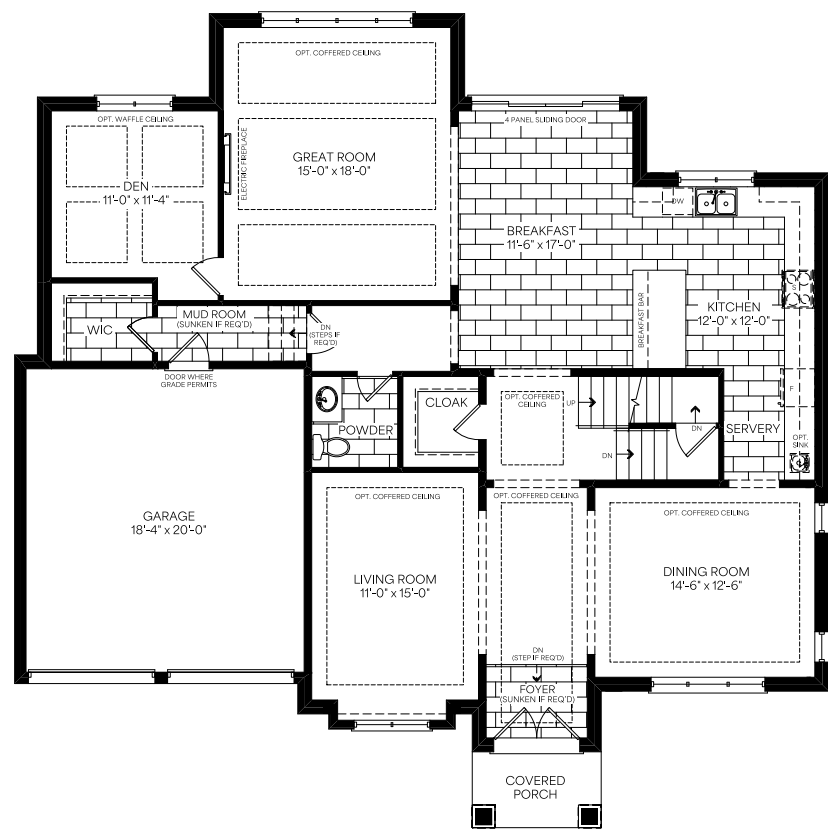 OPT. COFFERED CEILING
OPT. WAFFLE CEILING
4 PANEL SLIDING DOOR
ELECTRIC FIREPLACE
GREAT ROOM
15'-0" x 18'-0"
DEN
11'-0" x 11'-4"
DW
BREAKFAST
11'-6" x 17'-0"
S
BREAKFAST BAR
KITCHEN
12'-0" x 12'-0"
MUD ROOM
(SUNKEN IF REQ'D)
WIC
DN
(STEPS IF
REQ'D)
DOOR WHERE
GRADE PERMITS
F
CLOAK
OPT. COFFERED
CEILING
UP
DN
POWDER
SERVERY
OPT.
SINK
DN
OPT. COFFERED CEILING
OPT. COFFERED CEILING
OPT. COFFERED CEILING
GARAGE
18'-4" x 20'-0"
LIVING ROOM
11'-0" x 15'-0"
DINING ROOM
14'-6" x 12'-6"
DN
(STEP IF REQ'D)
FOYER
(SUNKEN IF REQ'D)
COVERED
PORCH